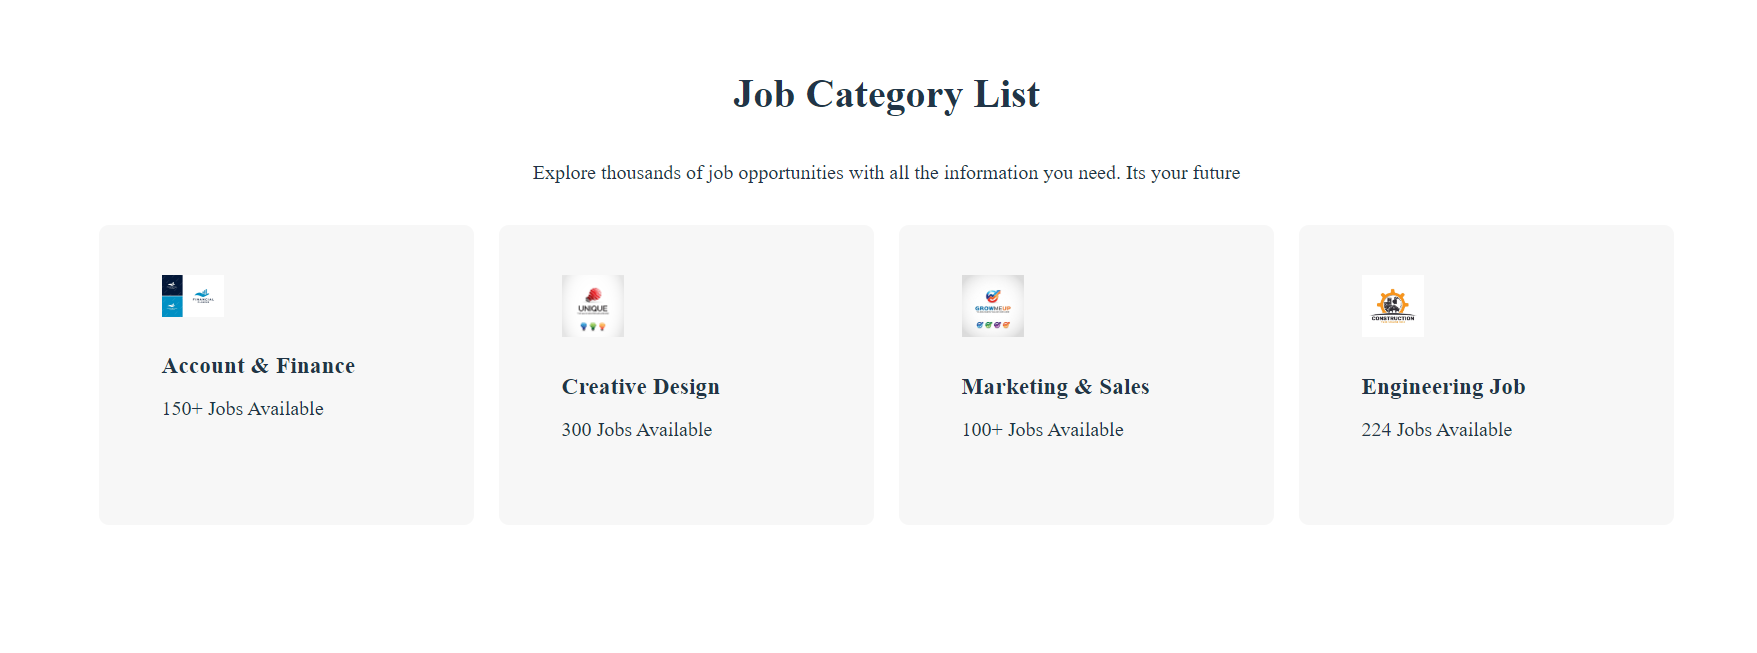 Job Category List
Explore thousands of job opportunities with all the information you need. Its your future
FINANCIAL
UNIQUE
GROWMEUP
CONSTRUCTION
Account & Finance
150+ Jobs Available
Creative Design
300 Jobs Available
Marketing & Sales
100+ Jobs Available
Engineering Job
224 Jobs Available